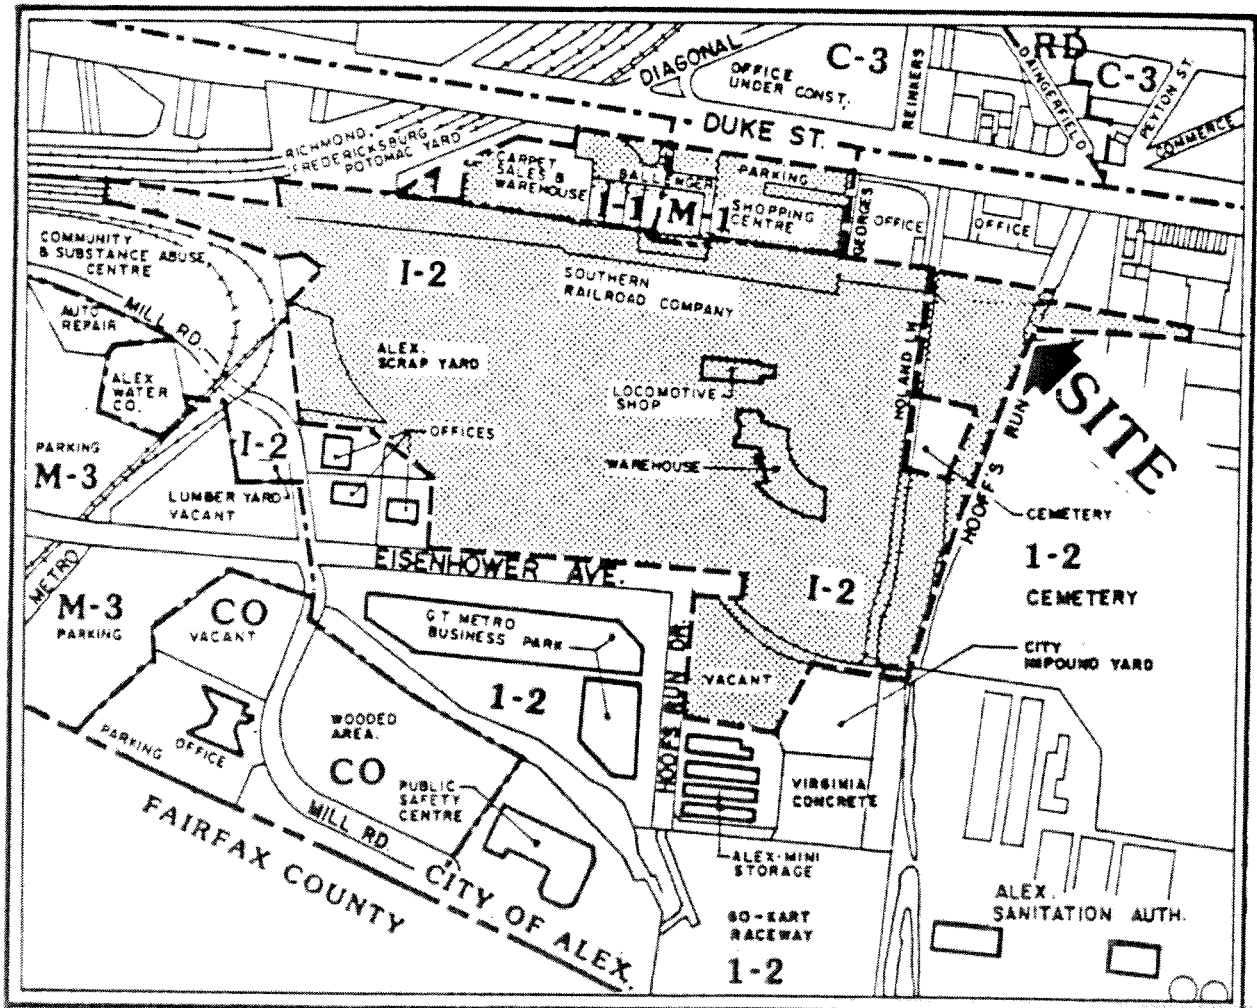 RD
C-3
C-3
DIAGONAL
OFFICE
UNDER CONST.
REINKERS
DAINGERFIELD
PEYTON ST.
COMMERCE
DUKE ST.
RICHMOND,
FREDERICKSBURG
POTOMAC YARD
CARPET
SALES &
WAREHOUSE
BALLENGER
PARKING
I-1
M
1
SHOPPING
CENTRE
GEORGES
OFFICE
OFFICE
COMMUNITY
& SUBSTANCE ABUSE
CENTRE
I-2
SOUTHERN
RAILROAD COMPANY
MILL RD.
AUTO
REPAIR
ALEX.
SCRAP YARD
ALEX
WATER
CO.
LOCOMOTIVE
SHOP
HOLAND LN.
HOOFFS RUN
SITE
OFFICES
PARKING
M-3
I-2
WAREHOUSE
LUMBER YARD
VACANT
CEMETERY
1-2
CEMETERY
EISENHOWER AVE.
METRO
M-3
PARKING
CO
VACANT
GT METRO
BUSINESS PARK
I-2
CITY
IMPOUND YARD
1-2
HOOFS RUN DR.
VACANT
WOODED
AREA.
CO
PARKING
OFFICE
PUBLIC
SAFETY
CENTRE
VIRGINIA
CONCRETE
MILL RD.
FAIRFAX COUNTY
CITY OF ALEX.
ALEX-MINI
STORAGE
GO-KART
RACEWAY
1-2
ALEX.
SANITATION AUTH.